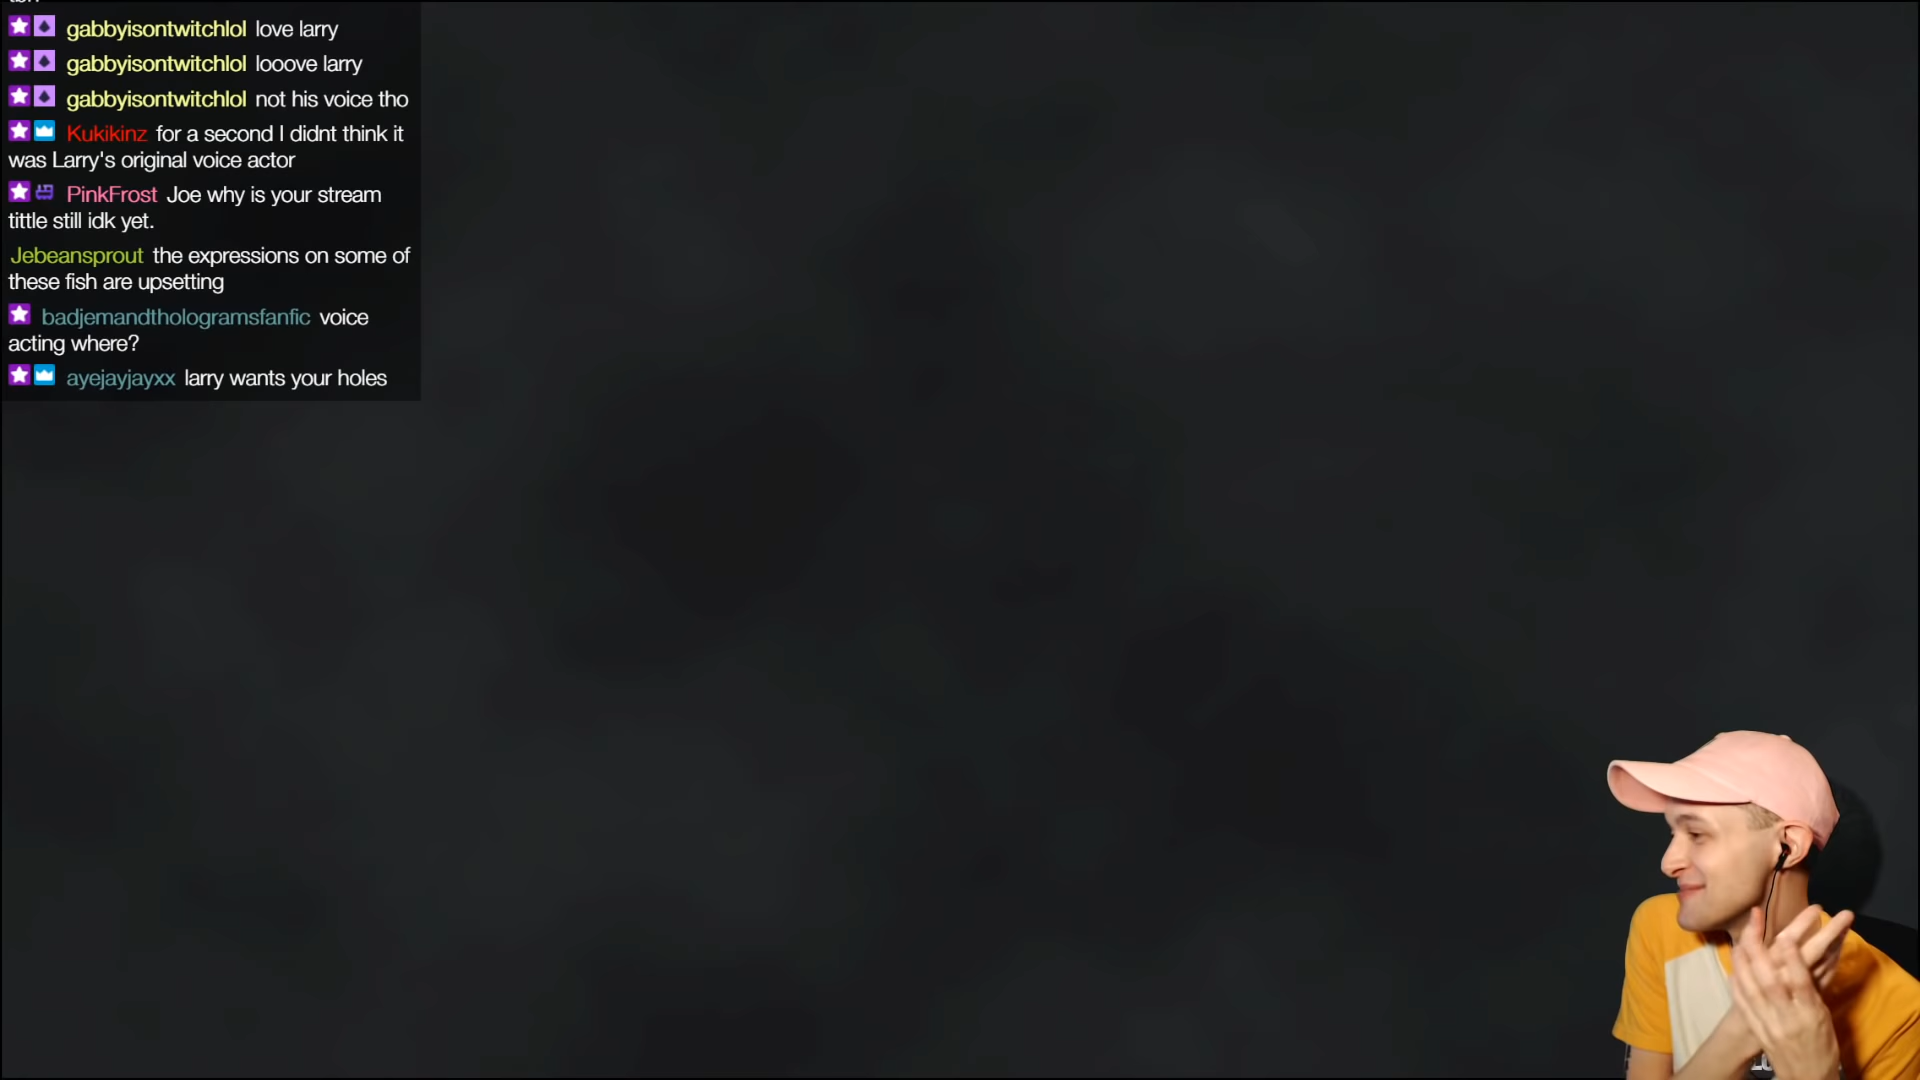 gabbyisontwitchlol love larry
gabbyisontwitchlol looove larry
gabbyisontwitchlol not his voice tho
Kukikinz for a second I didnt think it
was Larry's original voice actor
PinkFrost Joe why is your stream
tittle still idk yet.
Jebeansprout the expressions on some of
these fish are upsetting
badjemandthologramsfanfic voice
acting where?
ayejayjayxx larry wants your holes